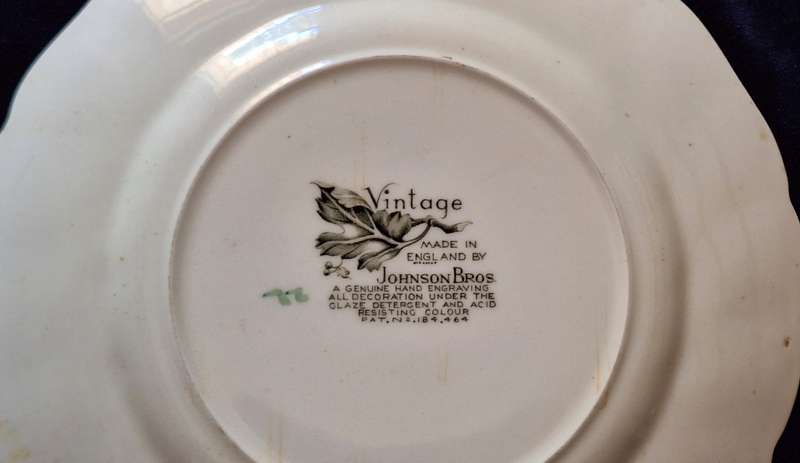 Vintage
MADE IN
ENGLAND BY
JOHNSON BROS
A GENUINE HAND ENGRAVING
ALL DECORATION UNDER THE
GLAZE DETERGENT AND ACID
RESISTING COLOUR
PAT. No. 184,464